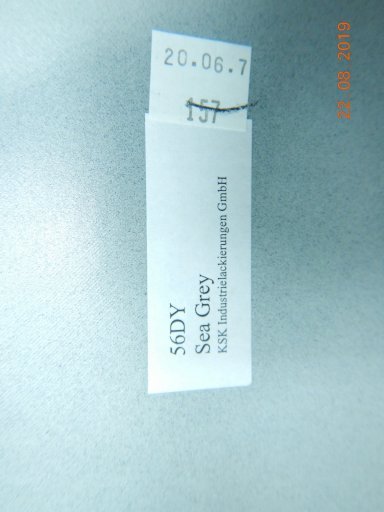 20.06.7
157
56DY
Sea Grey
KSK Industrielackierungen GmbH
22 08 2019